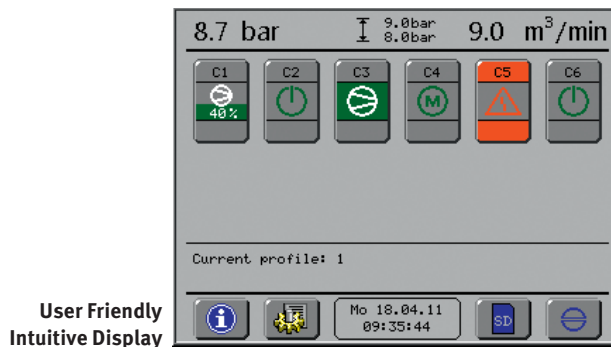 8.7 bar 9.0bar 9.0 m³/min
8.0bar
C1 C2 C3 C4 C5 C6
40% M
Current profile: 1
User Friendly
Intuitive Display
i Mo 18.04.11 SD
09:35:44